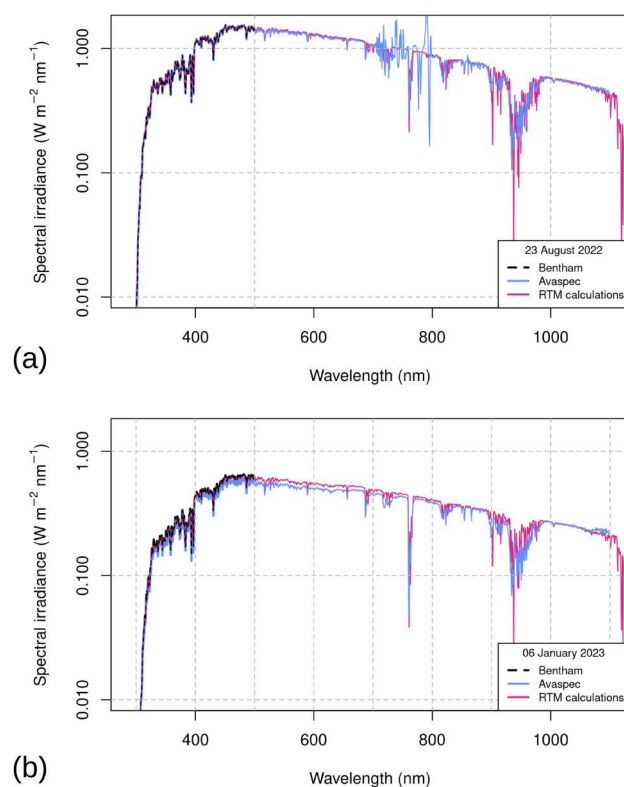 1.000
0.100
0.010
Spectral irradiance (W m−2 nm−1)
23 August 2022
Bentham
Avaspec
RTM calculations
400 600 800 1000
(a)
Wavelength (nm)
1.000
0.100
0.010
Spectral irradiance (W m−2 nm−1)
06 January 2023
Bentham
Avaspec
RTM calculations
400 600 800 1000
(b)
Wavelength (nm)